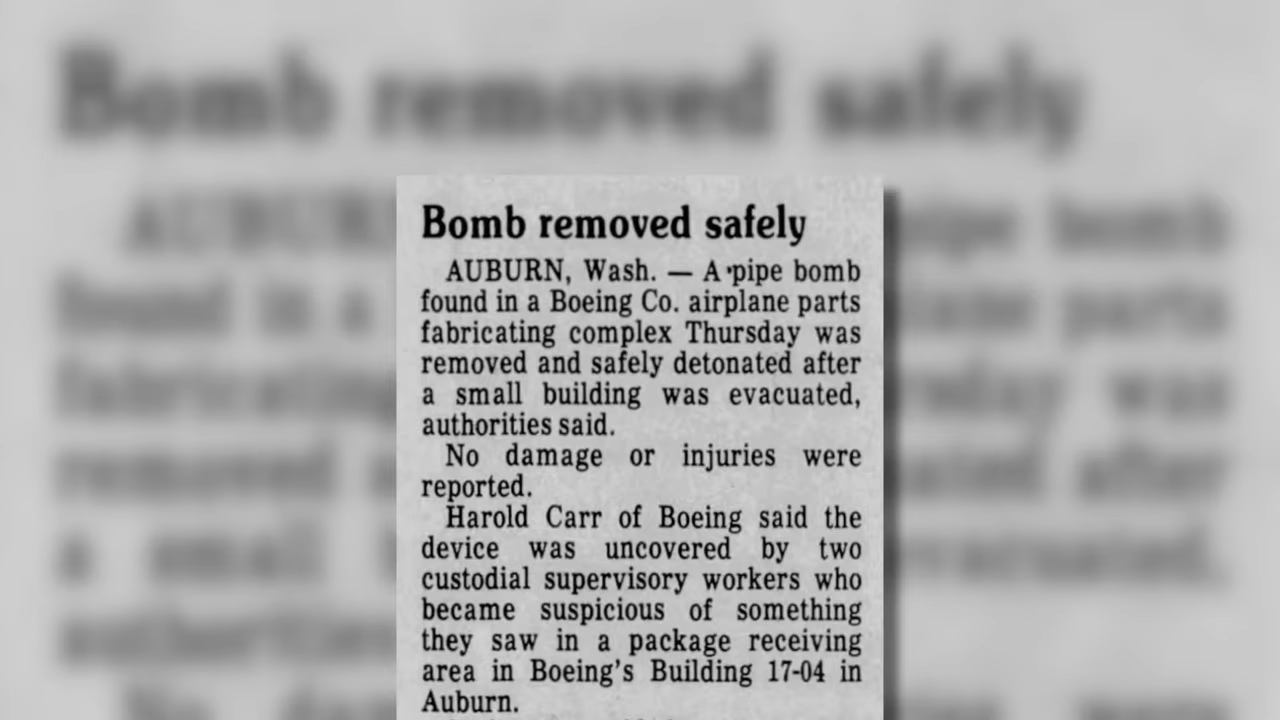 Bomb removed safely
AUBURN, Wash. — A pipe bomb
found in a Boeing Co. airplane parts
fabricating complex Thursday was
removed and safely detonated after
a small building was evacuated,
authorities said.
No damage or injuries were
reported.
Harold Carr of Boeing said the
device was uncovered by two
custodial supervisory workers who
became suspicious of something
they saw in a package receiving
area in Boeing's Building 17-04 in
Auburn.